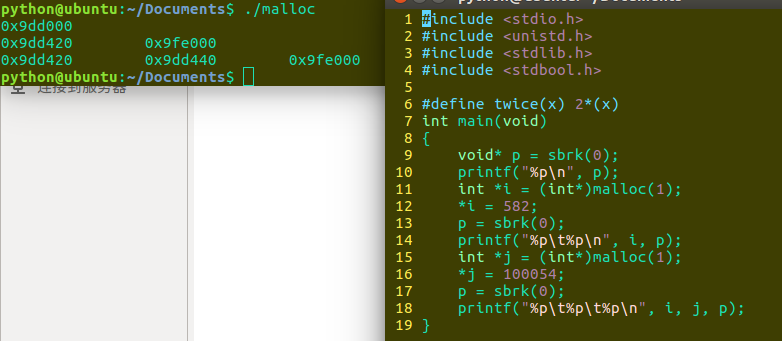 python@ubuntu:~/Documents$ ./malloc
0x9dd000
0x9dd420	0x9fe000
0x9dd420	0x9dd440	0x9fe000
python@ubuntu:~/Documents$
连接到服务器
1 #include <stdio.h>
2 #include <unistd.h>
3 #include <stdlib.h>
4 #include <stdbool.h>
5
6 #define twice(x) 2*(x)
7 int main(void)
8 {
9     void* p = sbrk(0);
10     printf("%p\n", p);
11     int *i = (int*)malloc(1);
12     *i = 582;
13     p = sbrk(0);
14     printf("%p\t%p\n", i, p);
15     int *j = (int*)malloc(1);
16     *j = 100054;
17     p = sbrk(0);
18     printf("%p\t%p\t%p\n", i, j, p);
19 }